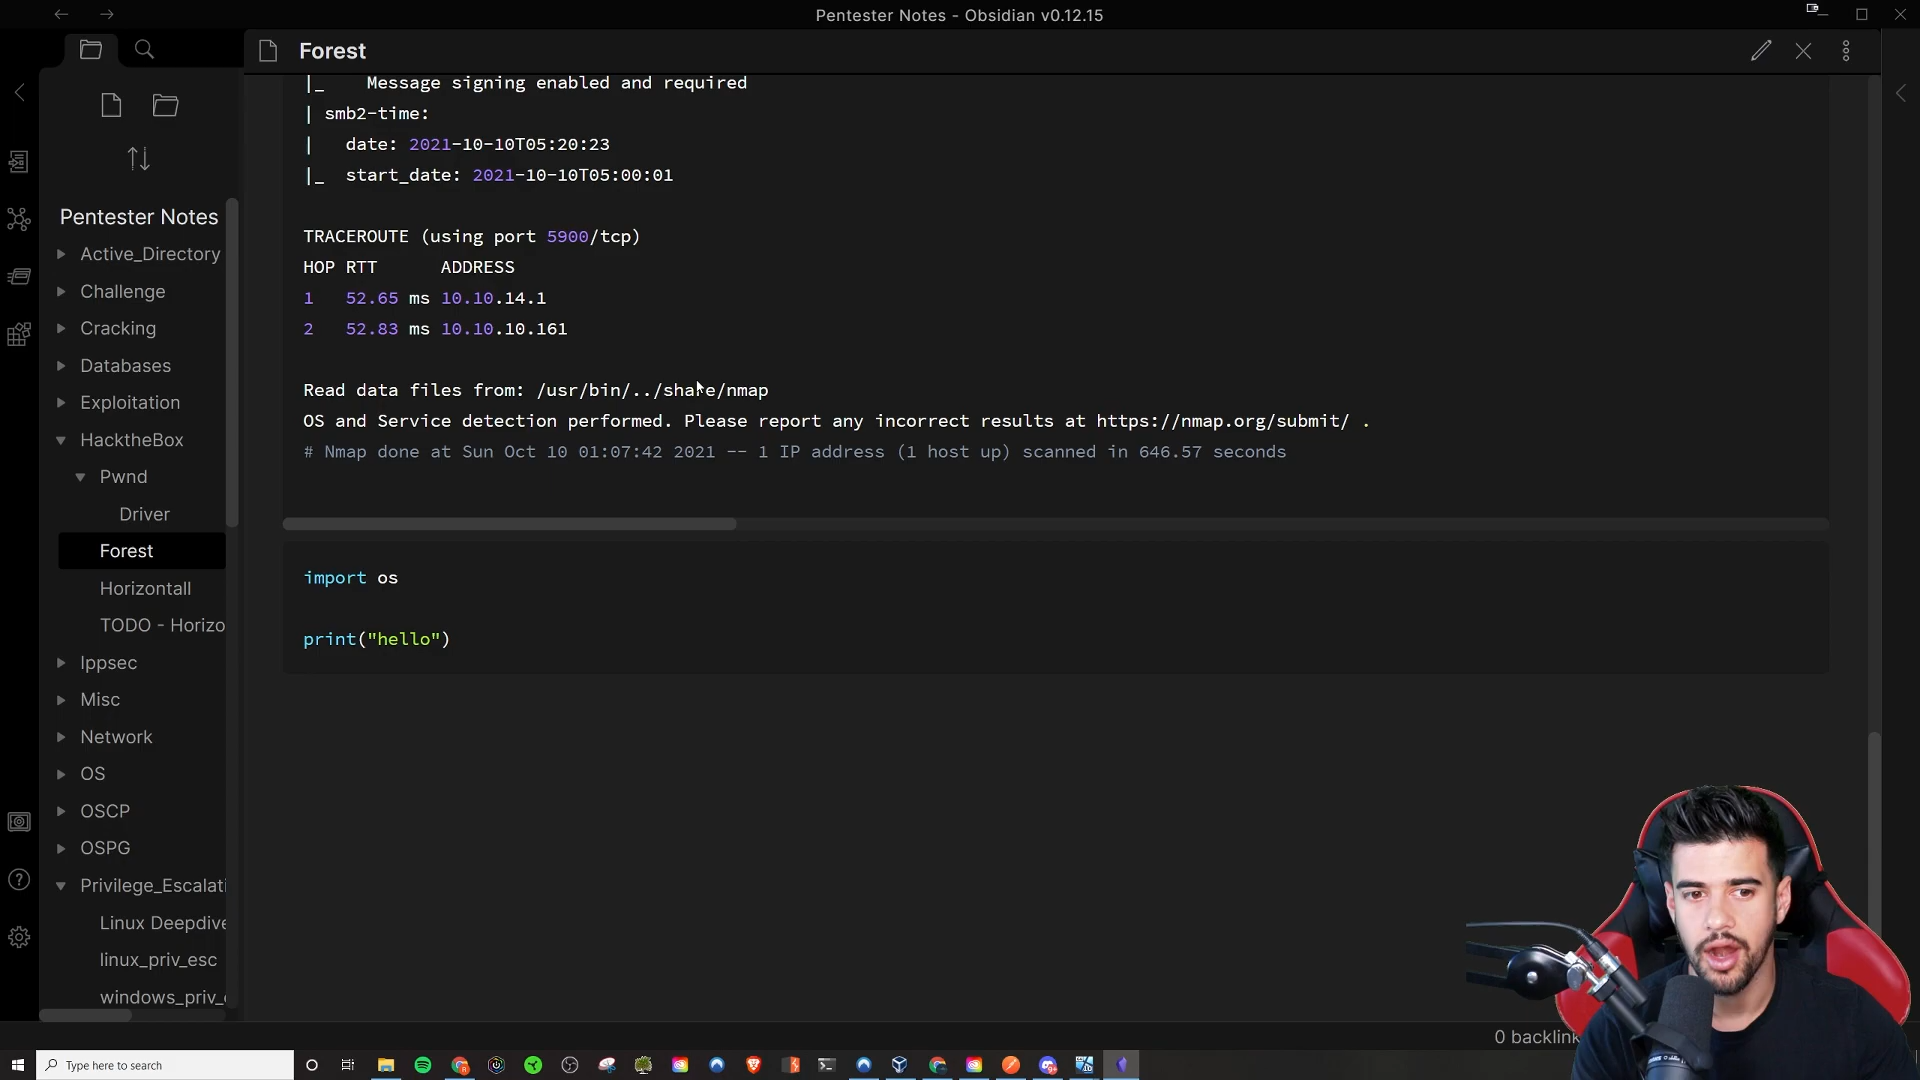 Pentester Notes - Obsidian v0.12.15
Forest
|_    Message signing enabled and required
| smb2-time:
|   date: 2021-10-10T05:20:23
|_  start_date: 2021-10-10T05:00:01
TRACEROUTE (using port 5900/tcp)
HOP RTT      ADDRESS
1   52.65 ms 10.10.14.1
2   52.83 ms 10.10.10.161
Read data files from: /usr/bin/../share/nmap
OS and Service detection performed. Please report any incorrect results at https://nmap.org/submit/ .
# Nmap done at Sun Oct 10 01:07:42 2021 -- 1 IP address (1 host up) scanned in 646.57 seconds
import os
print("hello")
Pentester Notes
Active_Directory
Challenge
Cracking
Databases
Exploitation
HacktheBox
Pwnd
Driver
Forest
Horizontall
TODO - Horizo
Ippsec
Misc
Network
OS
OSCP
OSPG
Privilege_Escalati
Linux Deepdive
linux_priv_esc
windows_priv_
0 backlink
Type here to search